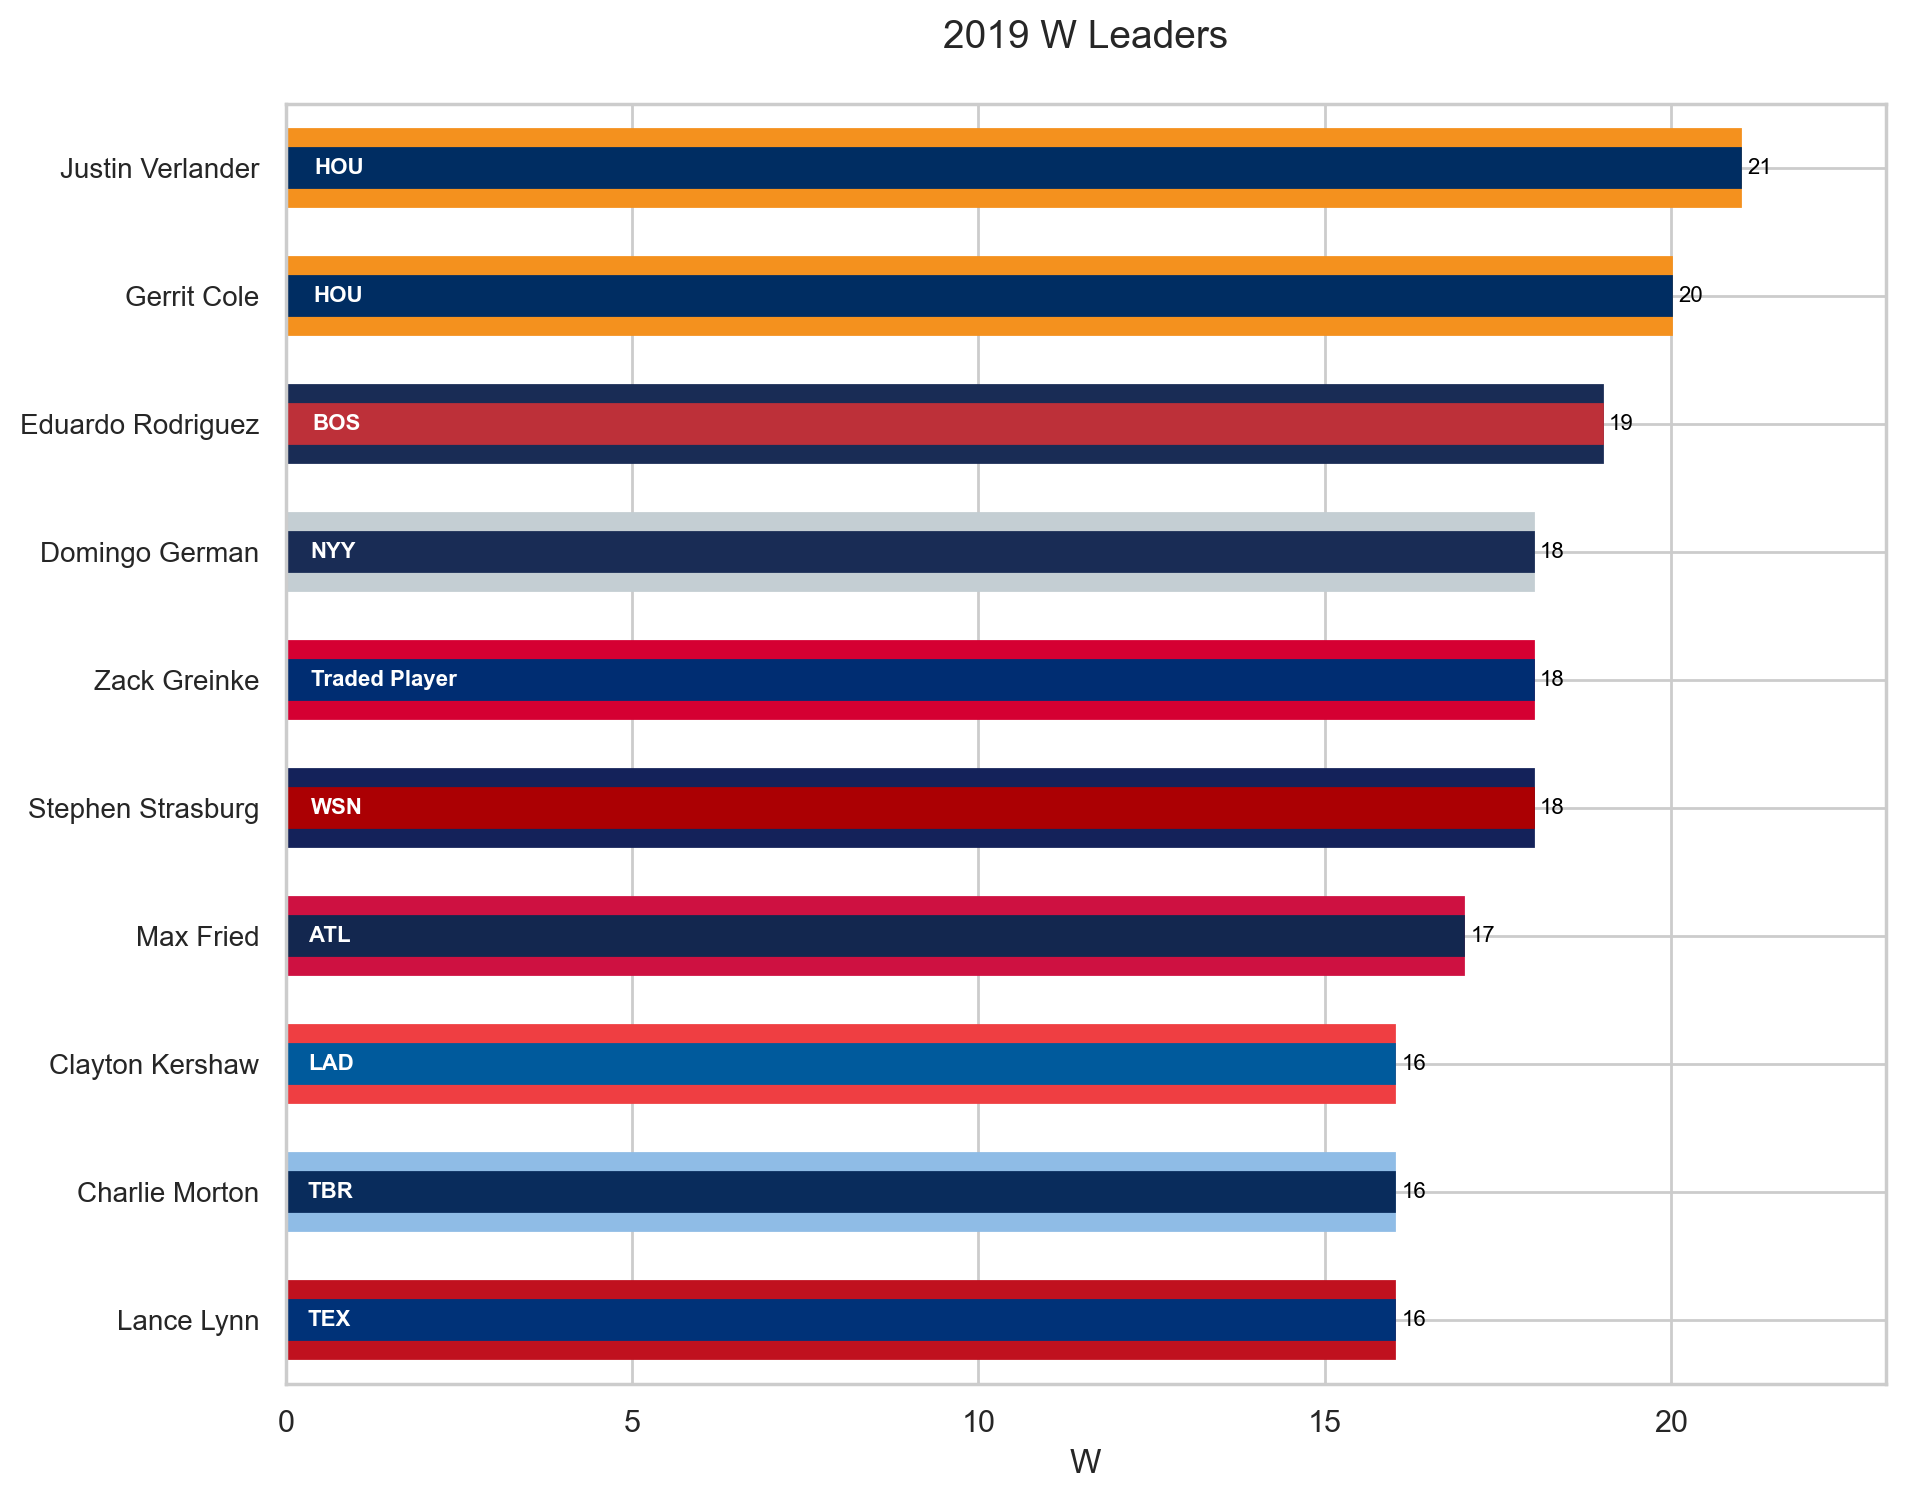 2019 W Leaders
Justin Verlander HOU 21
Gerrit Cole HOU 20
Eduardo Rodriguez BOS 19
Domingo German NYY 18
Zack Greinke Traded Player 18
Stephen Strasburg WSN 18
Max Fried ATL 17
Clayton Kershaw LAD 16
Charlie Morton TBR 16
Lance Lynn TEX 16
0 5 10 15 20
W